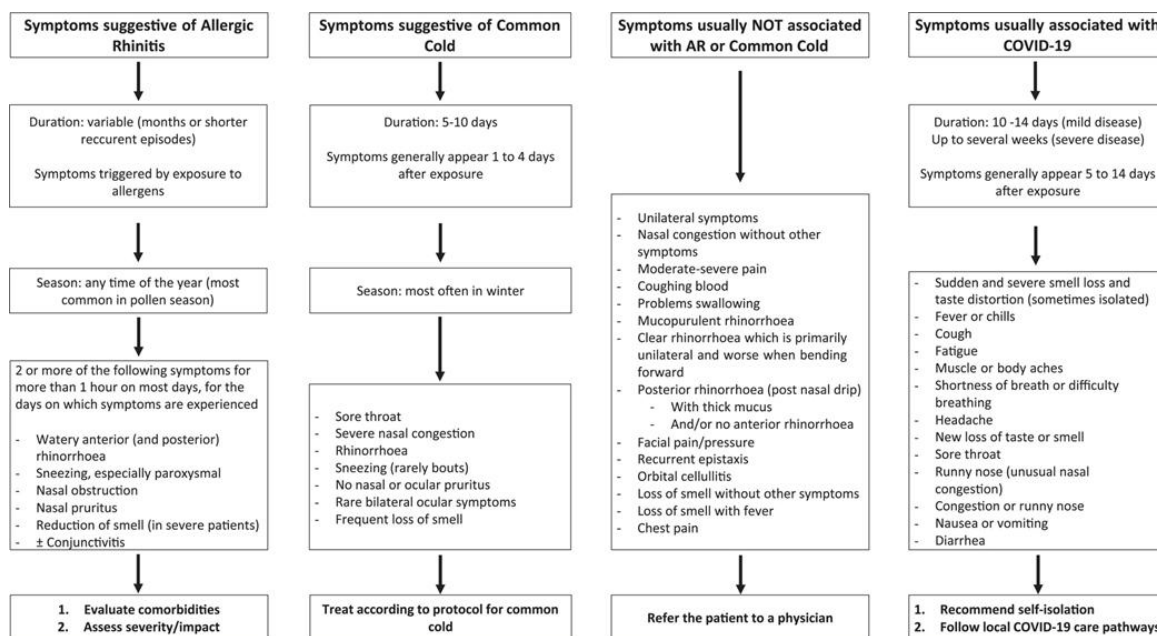 Symptoms suggestive of Allergic
Rhinitis
Duration: variable (months or shorter
reccurent episodes)
Symptoms triggered by exposure to
allergens
Season: any time of the year (most
common in pollen season)
2 or more of the following symptoms for
more than 1 hour on most days, for the
days on which symptoms are experienced
- Watery anterior (and posterior)
rhinorrhoea
- Sneezing, especially paroxysmal
- Nasal obstruction
- Nasal pruritus
- Reduction of smell (in severe patients)
- ± Conjunctivitis
1. Evaluate comorbidities
2. Assess severity/impact
Symptoms suggestive of Common
Cold
Duration: 5-10 days
Symptoms generally appear 1 to 4 days
after exposure
Season: most often in winter
- Sore throat
- Severe nasal congestion
- Rhinorrhoea
- Sneezing (rarely bouts)
- No nasal or ocular pruritus
- Rare bilateral ocular symptoms
- Frequent loss of smell
Treat according to protocol for common
cold
Symptoms usually NOT associated
with AR or Common Cold
- Unilateral symptoms
- Nasal congestion without other
symptoms
- Moderate-severe pain
- Coughing blood
- Problems swallowing
- Mucopurulent rhinorrhoea
- Clear rhinorrhoea which is primarily
unilateral and worse when bending
forward
- Posterior rhinorrhoea (post nasal drip)
- With thick mucus
- And/or no anterior rhinorrhoea
- Facial pain/pressure
- Recurrent epistaxis
- Orbital cellullitis
- Loss of smell without other symptoms
- Loss of smell with fever
- Chest pain
Refer the patient to a physician
Symptoms usually associated with
COVID-19
Duration: 10 -14 days (mild disease)
Up to several weeks (severe disease)
Symptoms generally appear 5 to 14 days
after exposure
- Sudden and severe smell loss and
taste distortion (sometimes isolated)
- Fever or chills
- Cough
- Fatigue
- Muscle or body aches
- Shortness of breath or difficulty
breathing
- Headache
- New loss of taste or smell
- Sore throat
- Runny nose (unusual nasal
congestion)
- Congestion or runny nose
- Nausea or vomiting
- Diarrhea
1. Recommend self-isolation
2. Follow local COVID-19 care pathways